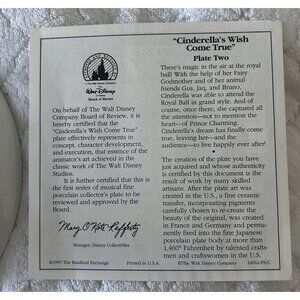 Walt Disney
Board of Review
On behalf of The Walt Disney
Company Board of Review, it is
hereby certified that the
"Cinderella's Wish Come True"
plate effectively represents in
concept, character development,
and execution, that essence of the
animator's art achieved in the
classic work of The Walt Disney
Studios.
It is further certified that this is
the first series of musical fine
porcelain collector's plate to be
reviewed and approved by the
Board.
Manager, Disney Collectibles
©1995 The Bradford Exchange
Printed in U.S.A.
"Cinderella's Wish
Come True"
Plate Two
There's magic in the air at the royal
ball! With the help of her Fairy
Godmother and of her animal
friends Gus, Jaq, and Bruno,
Cinderella was able to attend the
Royal Ball in grand style. And of
course, once there, she captured all
the attention—not to mention the
heart—of Prince Charming.
Cinderella's dream has finally come
true, leaving her—and the
audience—to live happily ever after!
The creation of the plate you have
just acquired and whose authenticity
is certified by this document is the
result of work by many skilled
artisans. After the plate art was
created in the U.S., a fine ceramic
transfer, incorporating pigments
carefully chosen to re-create the
beauty of the original, was created
in France and Germany and perma-
nently fired into the fine Japanese
porcelain plate body at more than
1,460° Fahrenheit by talented crafts-
men and craftswomen in the U.S.
©The Walt Disney Company